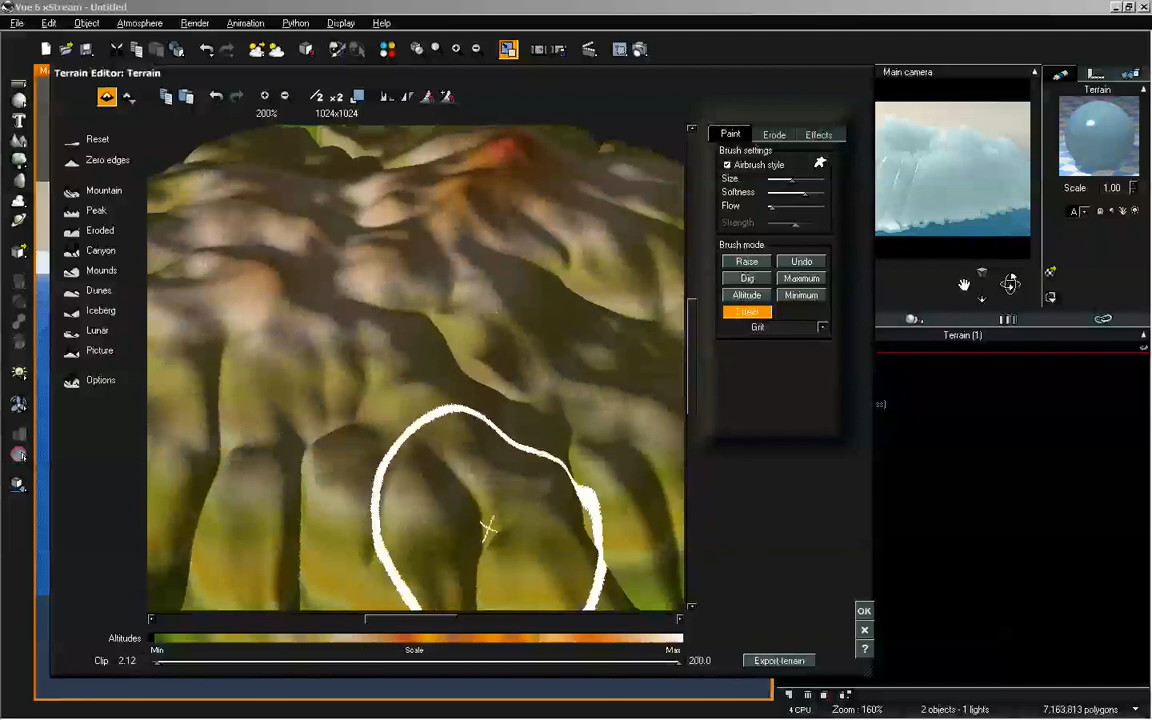 Vue 6 xStream - Untitled
File Edit Object Atmosphere Render Animation Python Display Help
Terrain Editor: Terrain
Main camera
Terrain
200%
1024x1024
Reset
Zero edges
Mountain
Peak
Eroded
Canyon
Mounds
Dunes
Iceberg
Lunar
Picture
Options
Paint Erode Effects
Brush settings
Airbrush style
Size
Softness
Flow
Strength
Brush mode
Raise Undo
Dig Maximum
Altitude Minimum
Effect
Grit
Scale 1.00
A
Terrain (1)
OK
?
Altitudes
Min Scale Max
Clip 2.12 200.0
Export terrain
4 CPU Zoom : 160% 2 objects - 1 lights 7,163,813 polygons